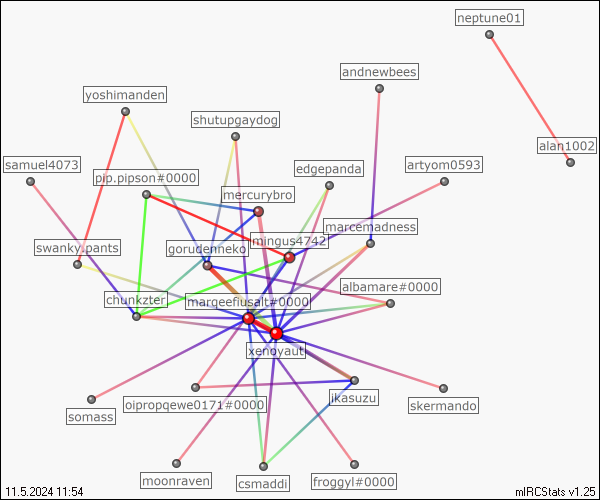 neptune01
andnewbees
yoshimanden
shutupgaydog
alan1002
samuel4073
pip.pipson#0000
edgepanda
artyom0593
mercurybro
marcemadness
swanky.pants
gorudenneko
mingus4742
albamare#0000
chunkzter
margeefiusalt#0000
xenoyaut
jkasuzu
somass
oipropqewe0171#0000
skermando
moonraven
csmaddi
froggyl#0000
11.5.2024 11:54
mIRCStats v1.25